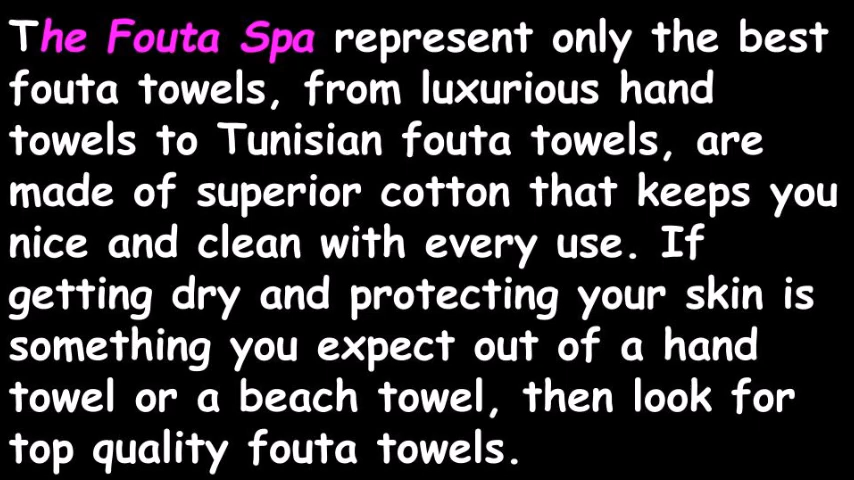 The Fouta Spa represent only the best
fouta towels, from luxurious hand
towels to Tunisian fouta towels, are
made of superior cotton that keeps you
nice and clean with every use. If
getting dry and protecting your skin is
something you expect out of a hand
towel or a beach towel, then look for
top quality fouta towels.